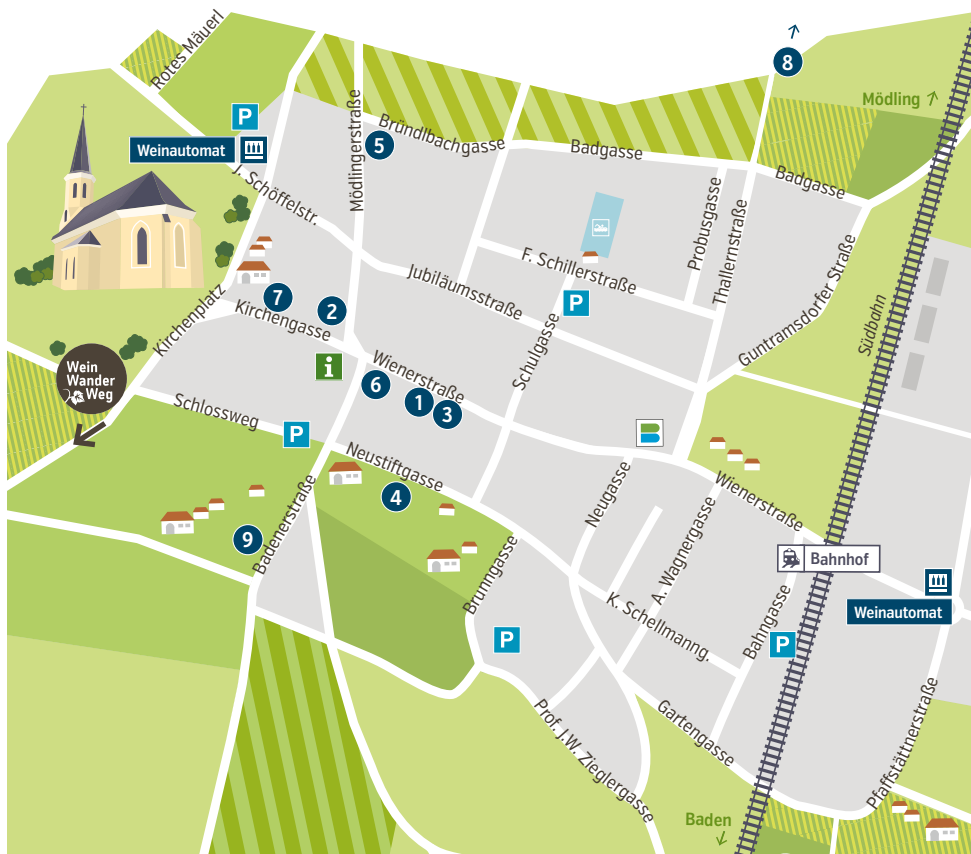 Rotes Mäuerl
8
Mödling
P
Weinautomat
Mödlingerstraße
5
Bründlbachgasse
Badgasse
Badgasse
J. Schöffelstr.
Probusgasse
Thallernstraße
F. Schillerstraße
Jubiläumsstraße
P
Guntramsdorfer Straße
Südbahn
Kirchenplatz
7
2
Kirchengasse
i
Wienerstraße
6
1
3
Schulgasse
Wein
Wander
Weg
Schlossweg
P
Neustiftgasse
4
Neugasse
Wienerstraße
Badenerstraße
9
Brunngasse
A. Wagnergasse
K. Schellmanng.
Bahngasse
Bahnhof
Weinautomat
P
P
Prof. J.W. Zieglergasse
Gartengasse
Pfaffstättnerstraße
Baden